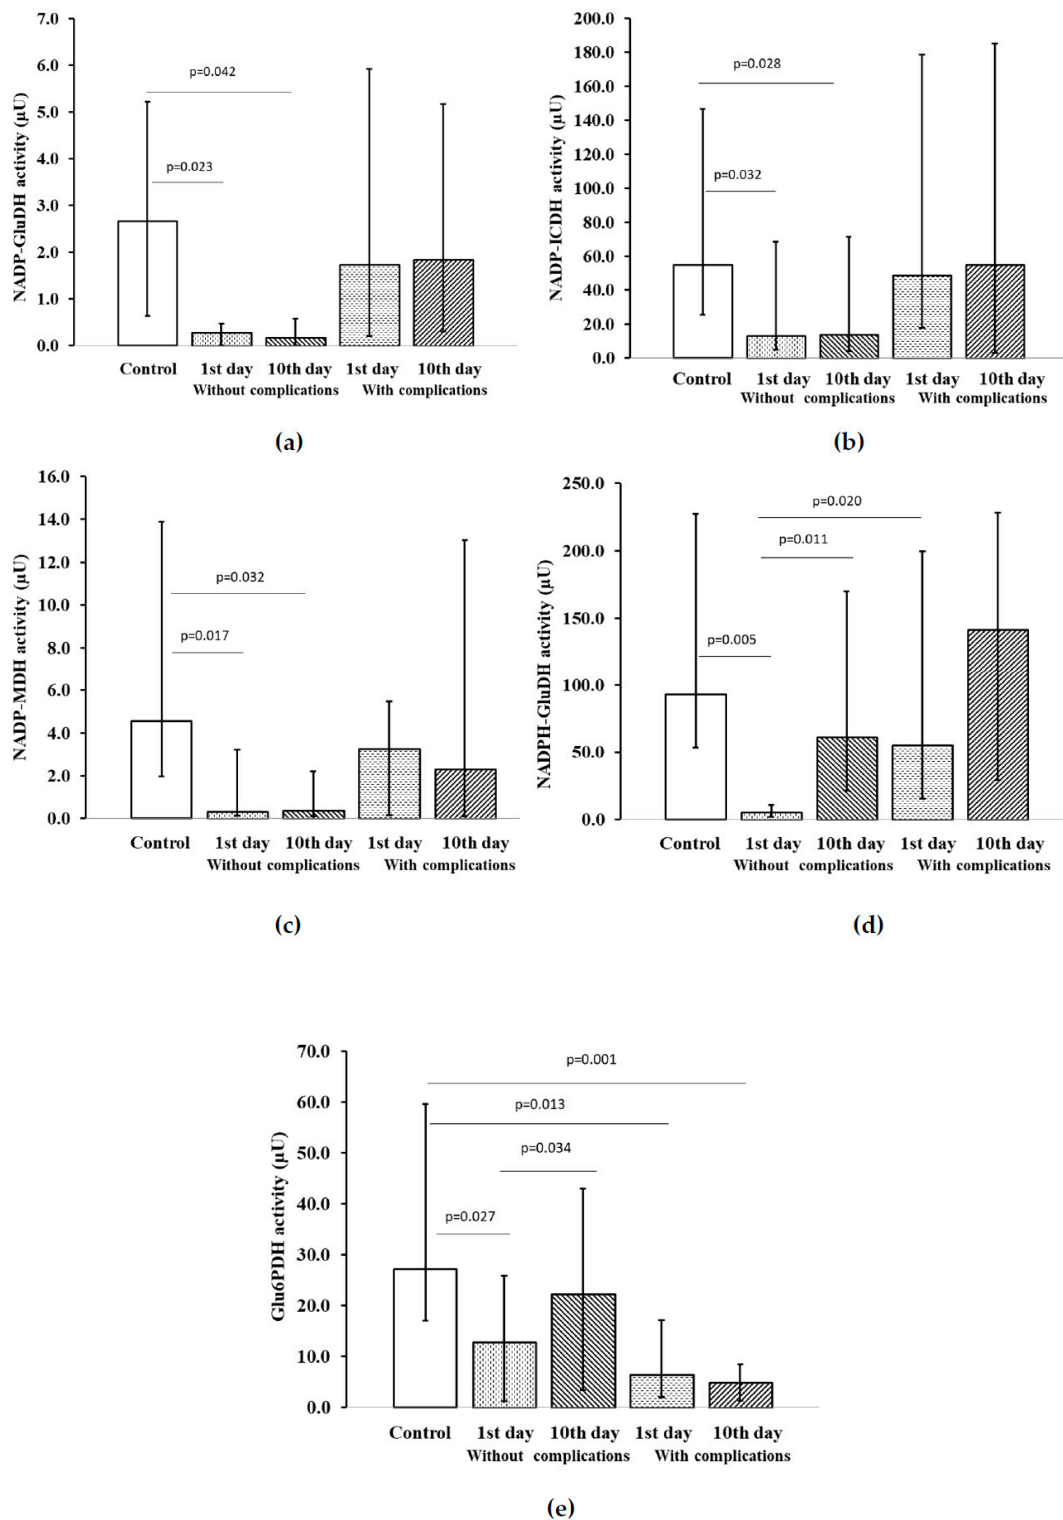 7.0
6.0
5.0
4.0
3.0
2.0
1.0
0.0
NADP-GluDH activity (µU)
p=0.042
p=0.023
Control 1st day 10th day 1st day 10th day
Without complications With complications
(a)
200.0
180.0
160.0
140.0
120.0
100.0
80.0
60.0
40.0
20.0
0.0
NADP-ICDH activity (µU)
p=0.028
p=0.032
Control 1st day 10th day 1st day 10th day
Without complications With complications
(b)
16.0
14.0
12.0
10.0
8.0
6.0
4.0
2.0
0.0
NADP-MDH activity (µU)
p=0.032
p=0.017
Control 1st day 10th day 1st day 10th day
Without complications With complications
(c)
250.0
200.0
150.0
100.0
50.0
0.0
NADPH-GluDH activity (µU)
p=0.020
p=0.011
p=0.005
Control 1st day 10th day 1st day 10th day
Without complications With complications
(d)
70.0
60.0
50.0
40.0
30.0
20.0
10.0
0.0
Glu6PDH activity (µU)
p=0.001
p=0.013
p=0.034
p=0.027
Control 1st day 10th day 1st day 10th day
Without complications With complications
(e)